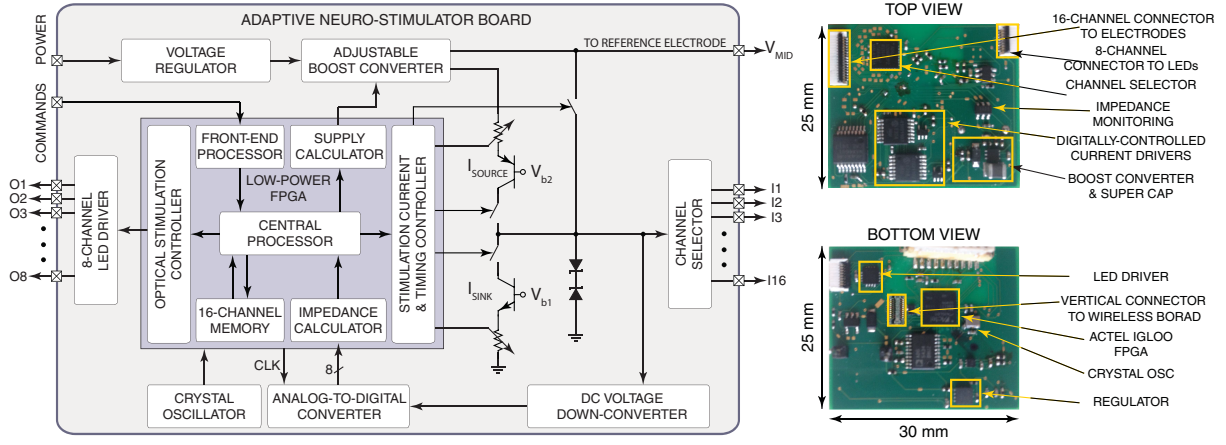 ADAPTIVE NEURO-STIMULATOR BOARD
POWER
COMMANDS
VOLTAGE
REGULATOR
ADJUSTABLE
BOOST CONVERTER
TO REFERENCE ELECTRODE
VMID
FRONT-END
PROCESSOR
SUPPLY
CALCULATOR
LOW-POWER
FPGA
CENTRAL
PROCESSOR
16-CHANNEL
MEMORY
IMPEDANCE
CALCULATOR
OPTICAL STIMULATION
CONTROLLER
STIMULATION CURRENT
& TIMING CONTROLLER
8-CHANNEL
LED DRIVER
O1
O2
O3
O8
ISOURCE
Vb2
ISINK
Vb1
CHANNEL
SELECTOR
I1
I2
I3
I16
CLK
8
CRYSTAL
OSCILLATOR
ANALOG-TO-DIGITAL
CONVERTER
DC VOLTAGE
DOWN-CONVERTER
TOP VIEW
25 mm
16-CHANNEL CONNECTOR
TO ELECTRODES
8-CHANNEL
CONNECTOR TO LEDs
CHANNEL SELECTOR
IMPEDANCE
MONITORING
DIGITALLY-CONTROLLED
CURRENT DRIVERS
BOOST CONVERTER
& SUPER CAP
BOTTOM VIEW
25 mm
LED DRIVER
VERTICAL CONNECTOR
TO WIRELESS BORAD
ACTEL IGLOO
FPGA
CRYSTAL OSC
REGULATOR
30 mm